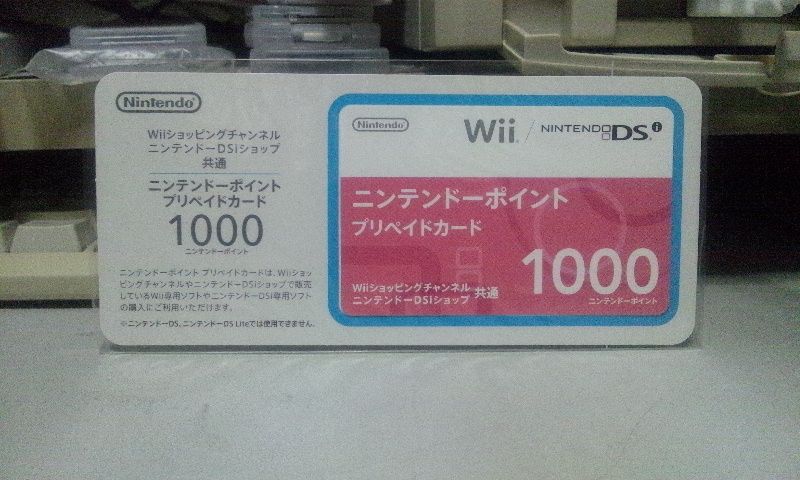 Nintendo
Wiiショッピングチャンネル
ニンテンドーDSiショップ
共通
ニンテンドーポイント
プリペイドカード
1000
ニンテンドーポイント
ニンテンドーポイント プリペイドカードは、Wiiショッ
ピングチャンネルやニンテンドーDSiショップで販売
しているWii専用ソフトやニンテンドーDSi専用ソフト
の購入にご利用いただけます。
※ニンテンドーDS、ニンテンドーDS Liteでは使用できません。
Nintendo
Wii / NINTENDO DSi
ニンテンドーポイント
プリペイドカード
Wiiショッピングチャンネル
ニンテンドーDSiショップ 共通
1000
ニンテンドーポイント